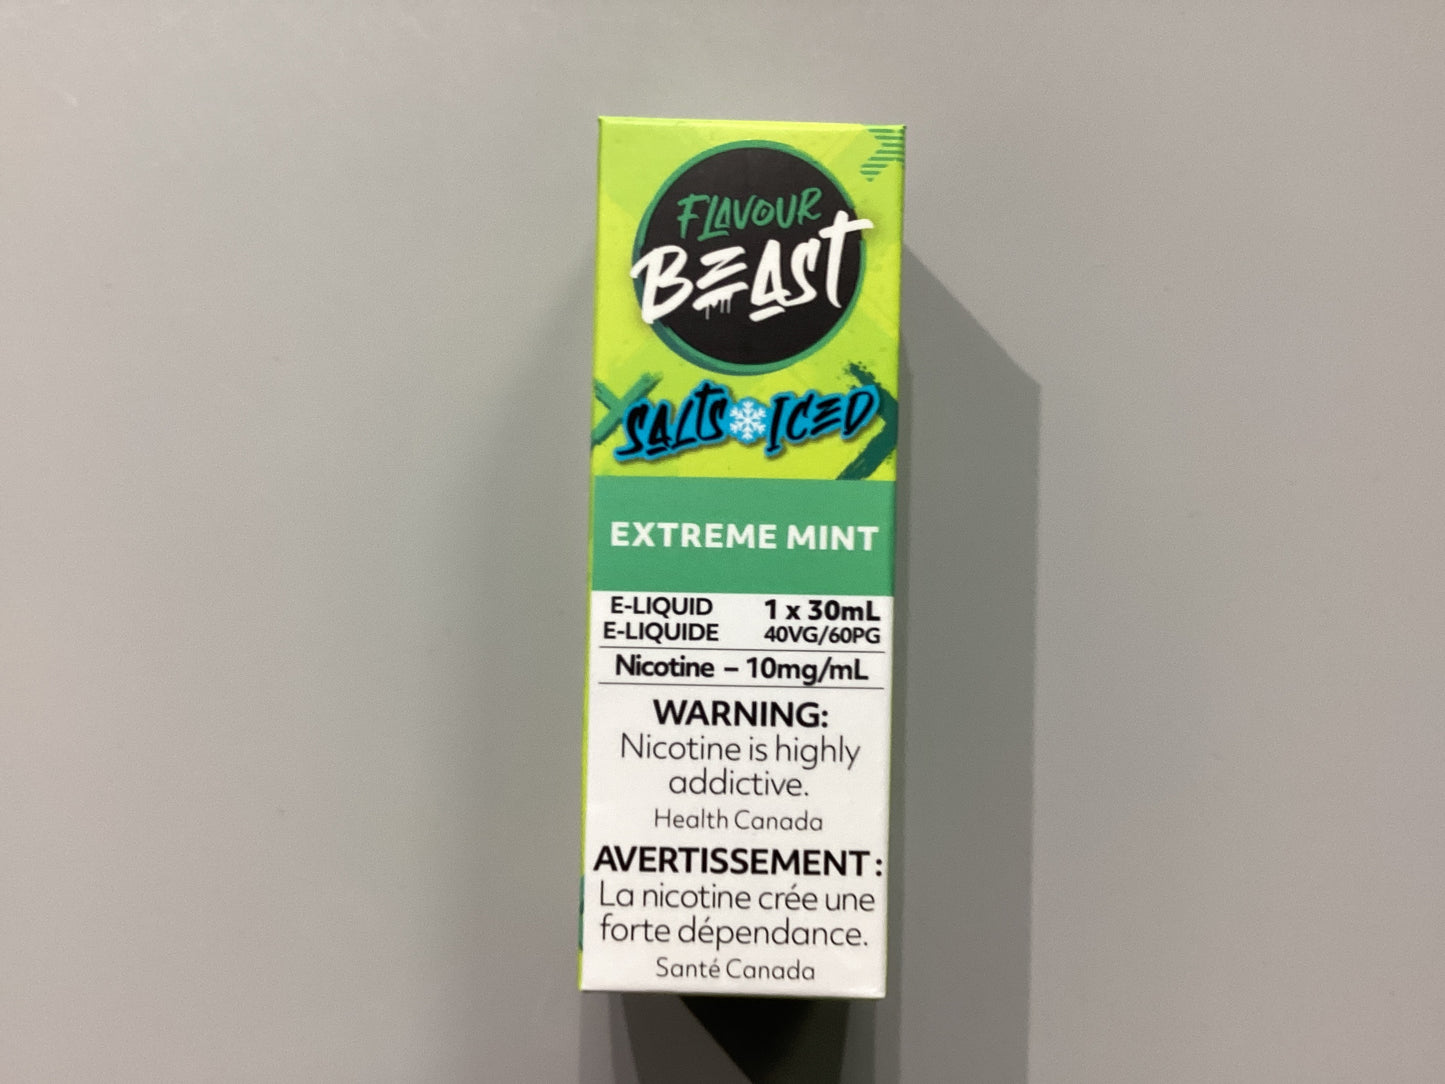 FLAVOUR
BEAST
SALTS ICED
EXTREME MINT
E-LIQUID 1 x 30mL
E-LIQUIDE 40VG/60PG
Nicotine – 10mg/mL
WARNING:
Nicotine is highly
addictive.
Health Canada
AVERTISSEMENT :
La nicotine crée une
forte dépendance.
Santé Canada